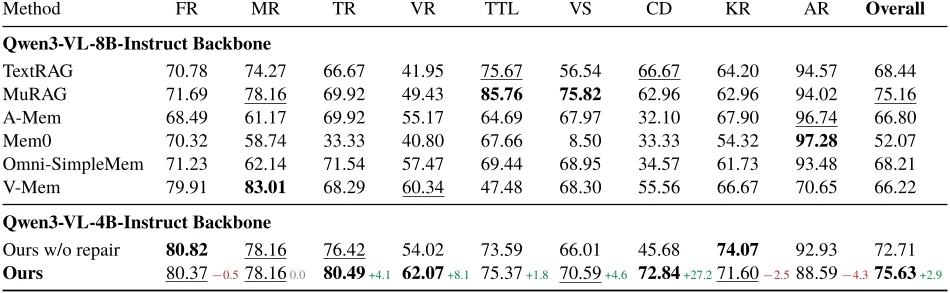 Method FR MR TR VR TTL VS CD KR AR Overall
Qwen3-VL-8B-Instruct Backbone
TextRAG 70.78 74.27 66.67 41.95 75.67 56.54 66.67 64.20 94.57 68.44
MuRAG 71.69 78.16 69.92 49.43 85.76 75.82 62.96 62.96 94.02 75.16
A-Mem 68.49 61.17 69.92 55.17 64.69 67.97 32.10 67.90 96.74 66.80
Mem0 70.32 58.74 33.33 40.80 67.66 8.50 33.33 54.32 97.28 52.07
Omni-SimpleMem 71.23 62.14 71.54 57.47 69.44 68.95 34.57 61.73 93.48 68.21
V-Mem 79.91 83.01 68.29 60.34 47.48 68.30 55.56 66.67 70.65 66.22
Qwen3-VL-4B-Instruct Backbone
Ours w/o repair 80.82 78.16 76.42 54.02 73.59 66.01 45.68 74.07 92.93 72.71
Ours 80.37 −0.5 78.16 0.0 80.49 +4.1 62.07 +8.1 75.37 +1.8 70.59 +4.6 72.84 +27.2 71.60 −2.5 88.59 −4.3 75.63 +2.9